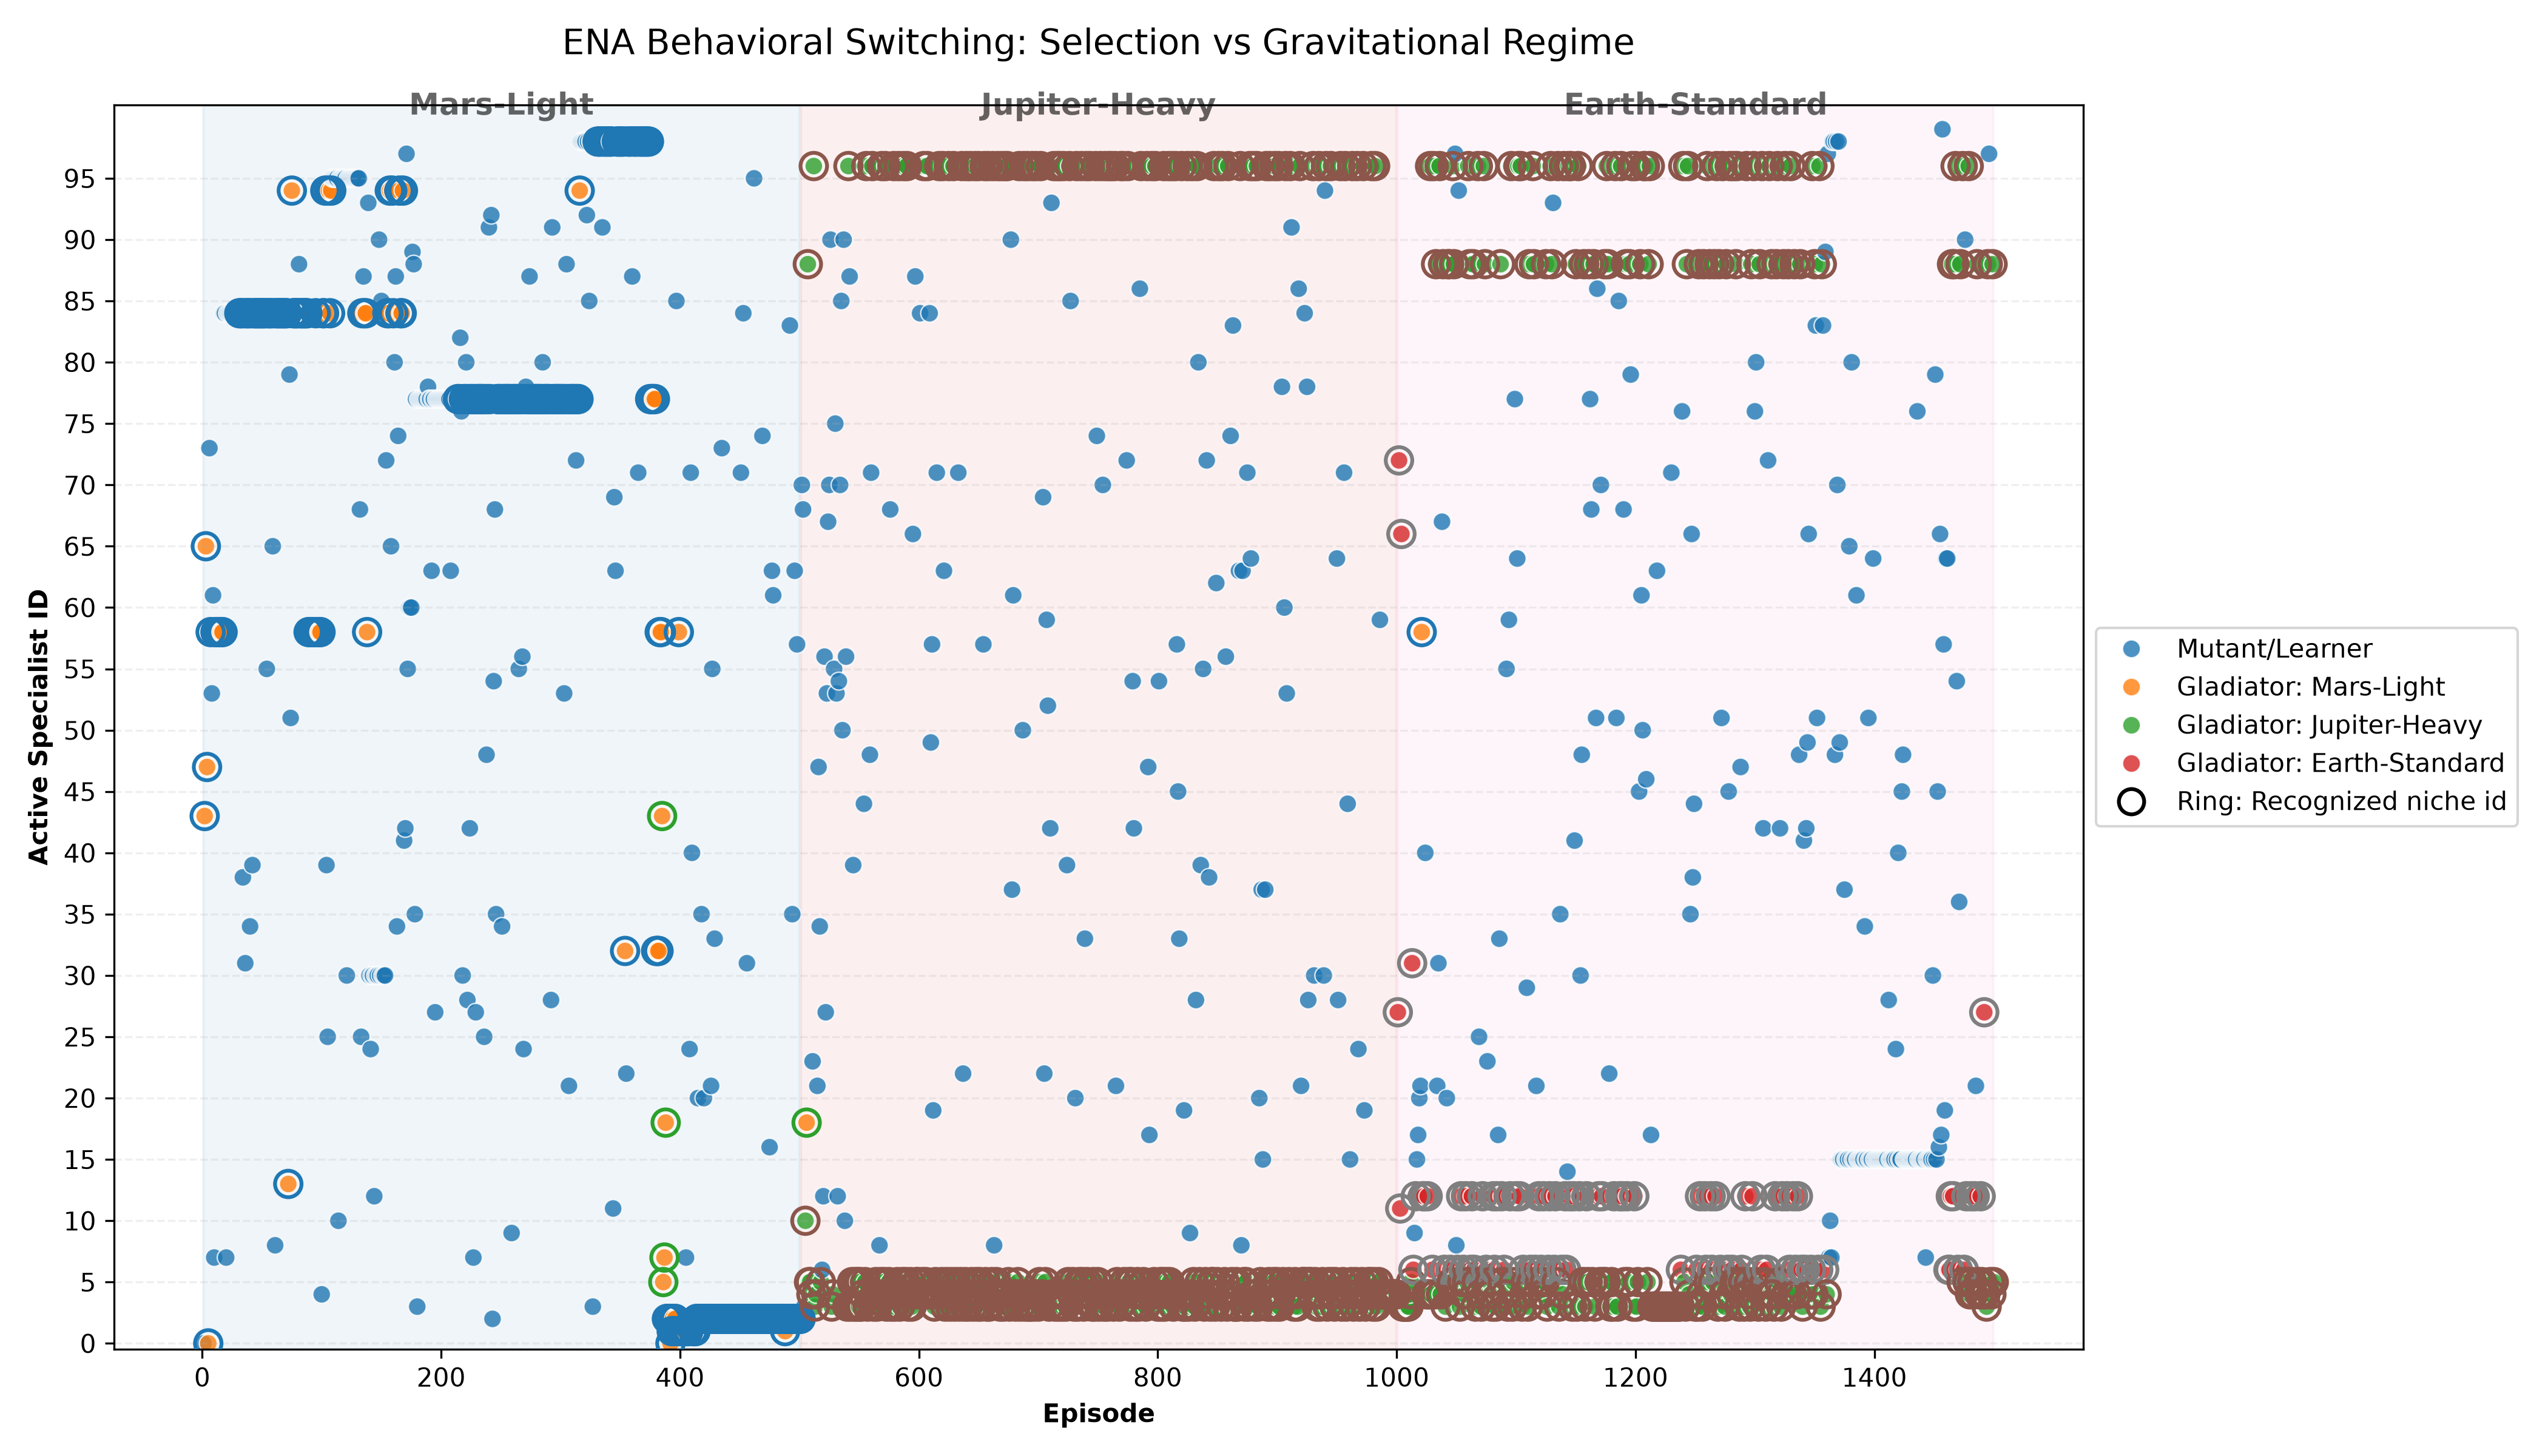 ENA Behavioral Switching: Selection vs Gravitational Regime
Mars-Light
Jupiter-Heavy
Earth-Standard
95
90
85
80
75
70
65
60
55
50
45
40
35
30
25
20
15
10
5
0
Active Specialist ID
0
200
400
600
800
1000
1200
1400
Episode
Mutant/Learner
Gladiator: Mars-Light
Gladiator: Jupiter-Heavy
Gladiator: Earth-Standard
Ring: Recognized niche id